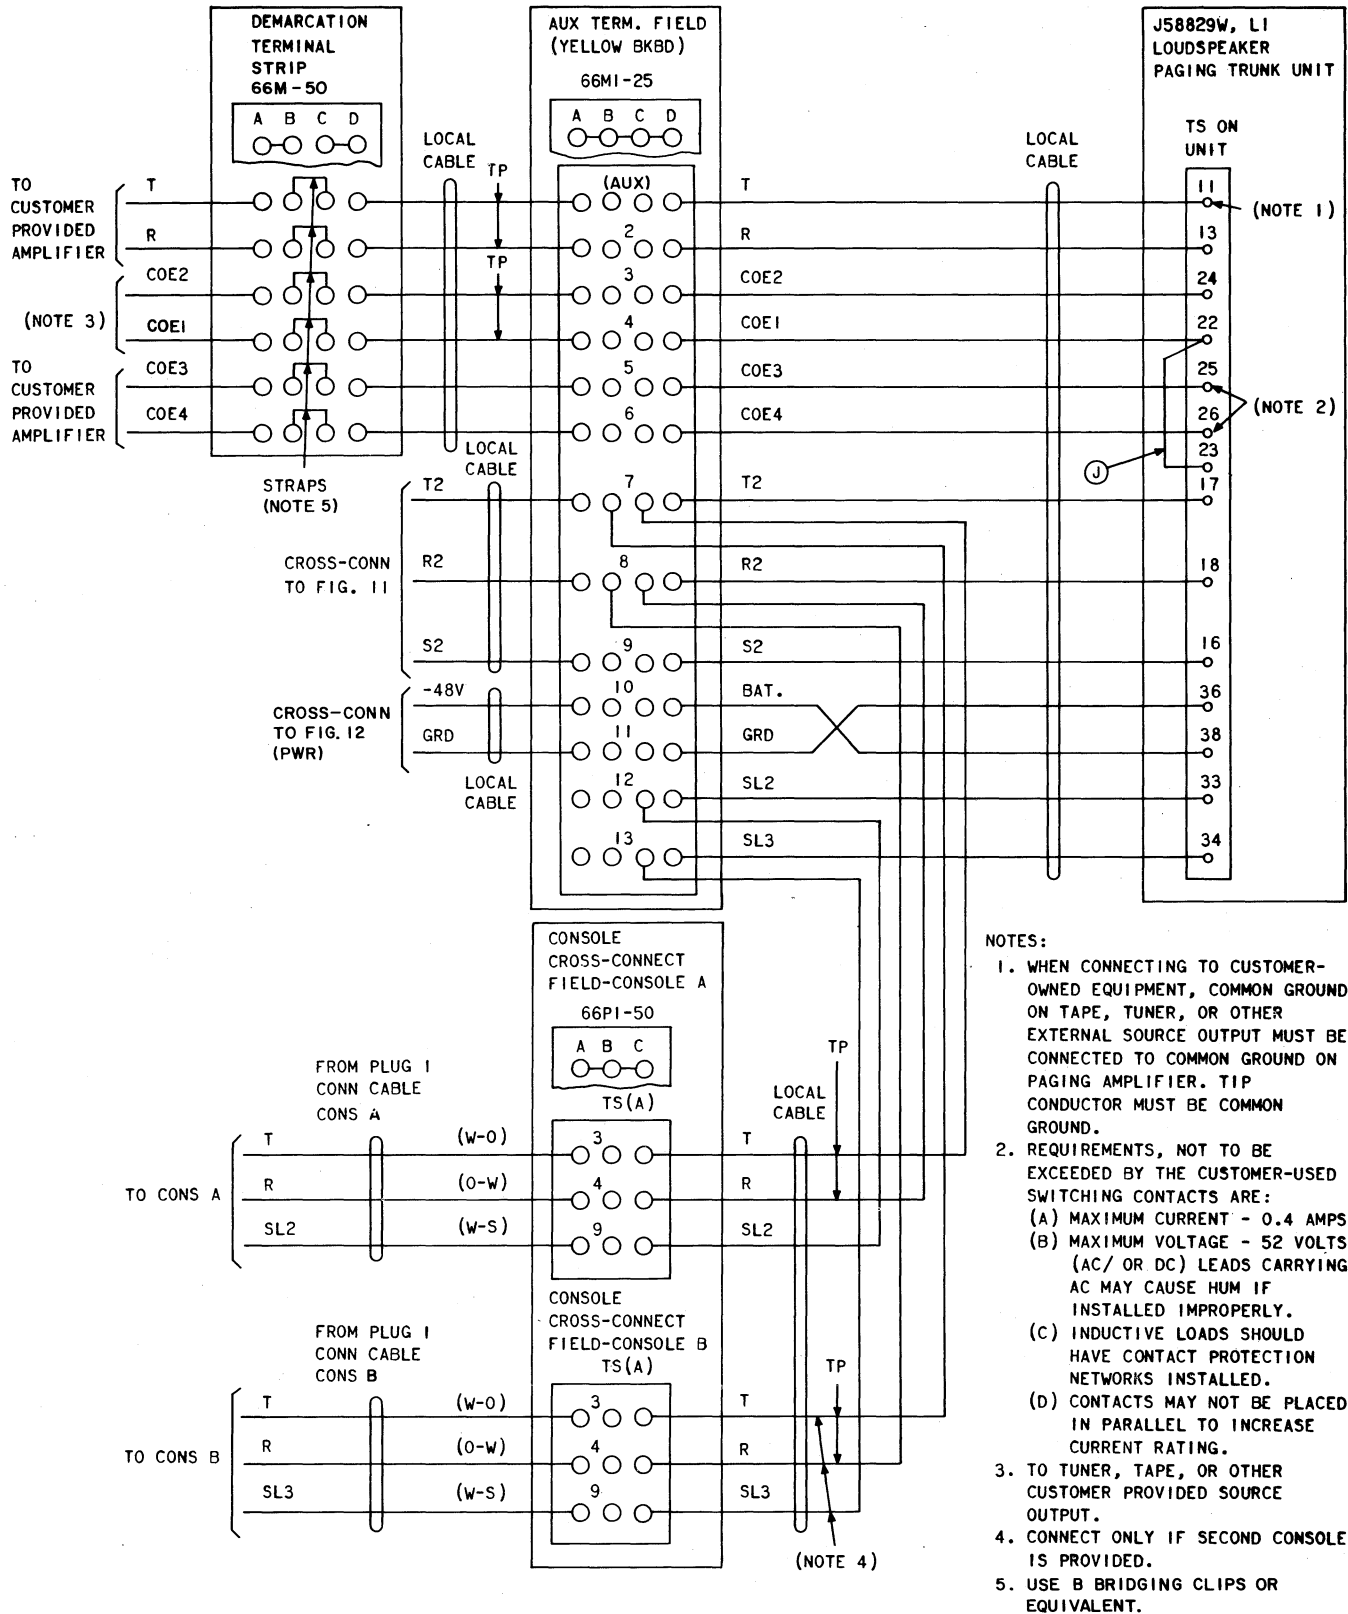 DEMARCATION
TERMINAL
STRIP
66M-50
A B C D
AUX TERM. FIELD
(YELLOW BKBD)
66M1-25
A B C D
J58829W, L1
LOUDSPEAKER
PAGING TRUNK UNIT
TS ON
UNIT
LOCAL
CABLE
TP
LOCAL
CABLE
TO
CUSTOMER
PROVIDED
AMPLIFIER
T
(AUX)
T
11
(NOTE 1)
R
2
R
13
TP
(NOTE 3)
COE2
3
COE2
24
COE1
4
COE1
22
TO
CUSTOMER
PROVIDED
AMPLIFIER
COE3
5
COE3
25
(NOTE 2)
COE4
6
COE4
26
23
J
LOCAL
CABLE
STRAPS
(NOTE 5)
T2
7
T2
17
CROSS-CONN
TO FIG. 11
R2
8
R2
18
S2
9
S2
16
CROSS-CONN
TO FIG. 12
(PWR)
-48V
10
BAT.
36
GRD
11
GRD
38
LOCAL
CABLE
12
SL2
33
13
SL3
34
CONSOLE
CROSS-CONNECT
FIELD-CONSOLE A
66P1-50
A B C
TS(A)
FROM PLUG 1
CONN CABLE
CONS A
LOCAL
CABLE
TP
TO CONS A
T
(W-O)
3
T
R
(O-W)
4
R
SL2
(W-S)
9
SL2
CONSOLE
CROSS-CONNECT
FIELD-CONSOLE B
TS(A)
FROM PLUG 1
CONN CABLE
CONS B
TP
TO CONS B
T
(W-O)
3
T
R
(O-W)
4
R
SL3
(W-S)
9
SL3
(NOTE 4)
NOTES:
1. WHEN CONNECTING TO CUSTOMER-
OWNED EQUIPMENT, COMMON GROUND
ON TAPE, TUNER, OR OTHER
EXTERNAL SOURCE OUTPUT MUST BE
CONNECTED TO COMMON GROUND ON
PAGING AMPLIFIER. TIP
CONDUCTOR MUST BE COMMON
GROUND.
2. REQUIREMENTS, NOT TO BE
EXCEEDED BY THE CUSTOMER-USED
SWITCHING CONTACTS ARE:
(A) MAXIMUM CURRENT - 0.4 AMPS
(B) MAXIMUM VOLTAGE - 52 VOLTS
(AC/ OR DC) LEADS CARRYING
AC MAY CAUSE HUM IF
INSTALLED IMPROPERLY.
(C) INDUCTIVE LOADS SHOULD
HAVE CONTACT PROTECTION
NETWORKS INSTALLED.
(D) CONTACTS MAY NOT BE PLACED
IN PARALLEL TO INCREASE
CURRENT RATING.
3. TO TUNER, TAPE, OR OTHER
CUSTOMER PROVIDED SOURCE
OUTPUT.
4. CONNECT ONLY IF SECOND CONSOLE
IS PROVIDED.
5. USE B BRIDGING CLIPS OR
EQUIVALENT.